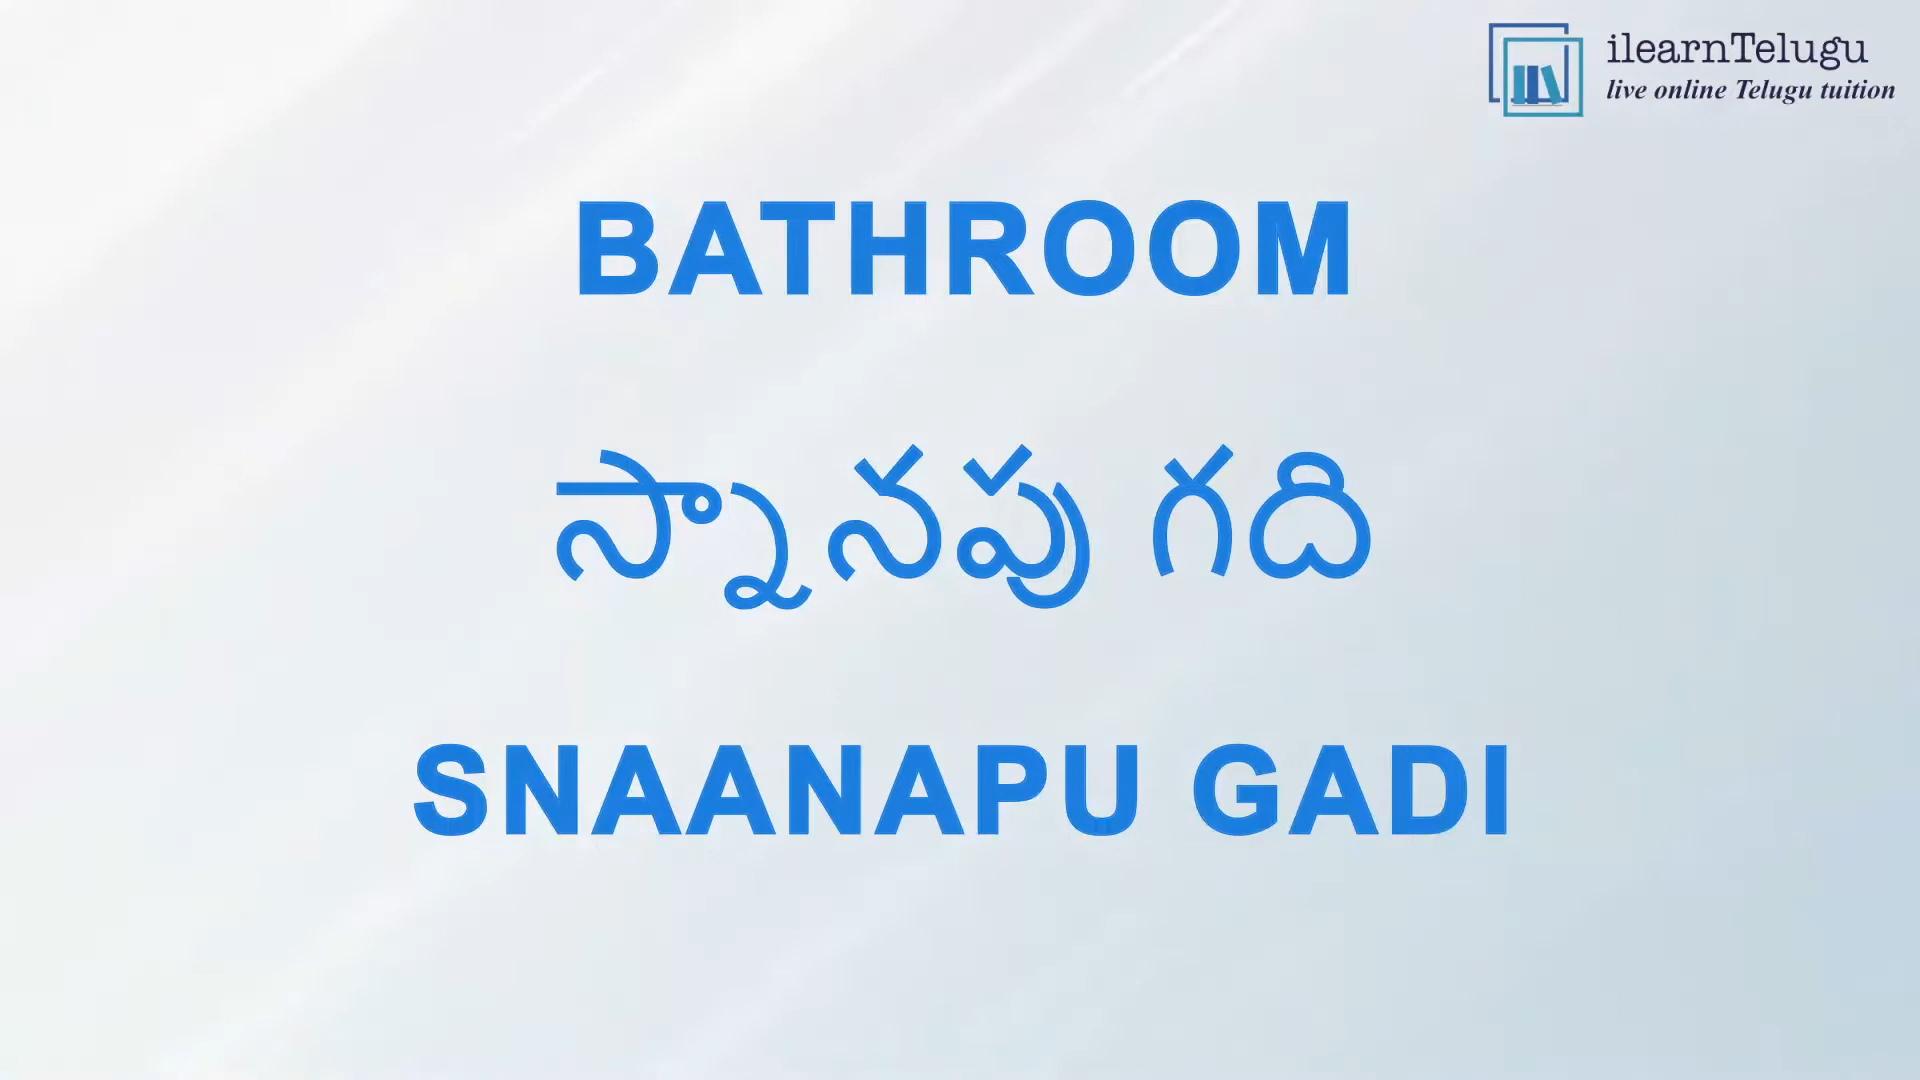 ilearnTelugu
live online Telugu tuition
BATHROOM
స్నానపు గది
SNAANAPU GADI